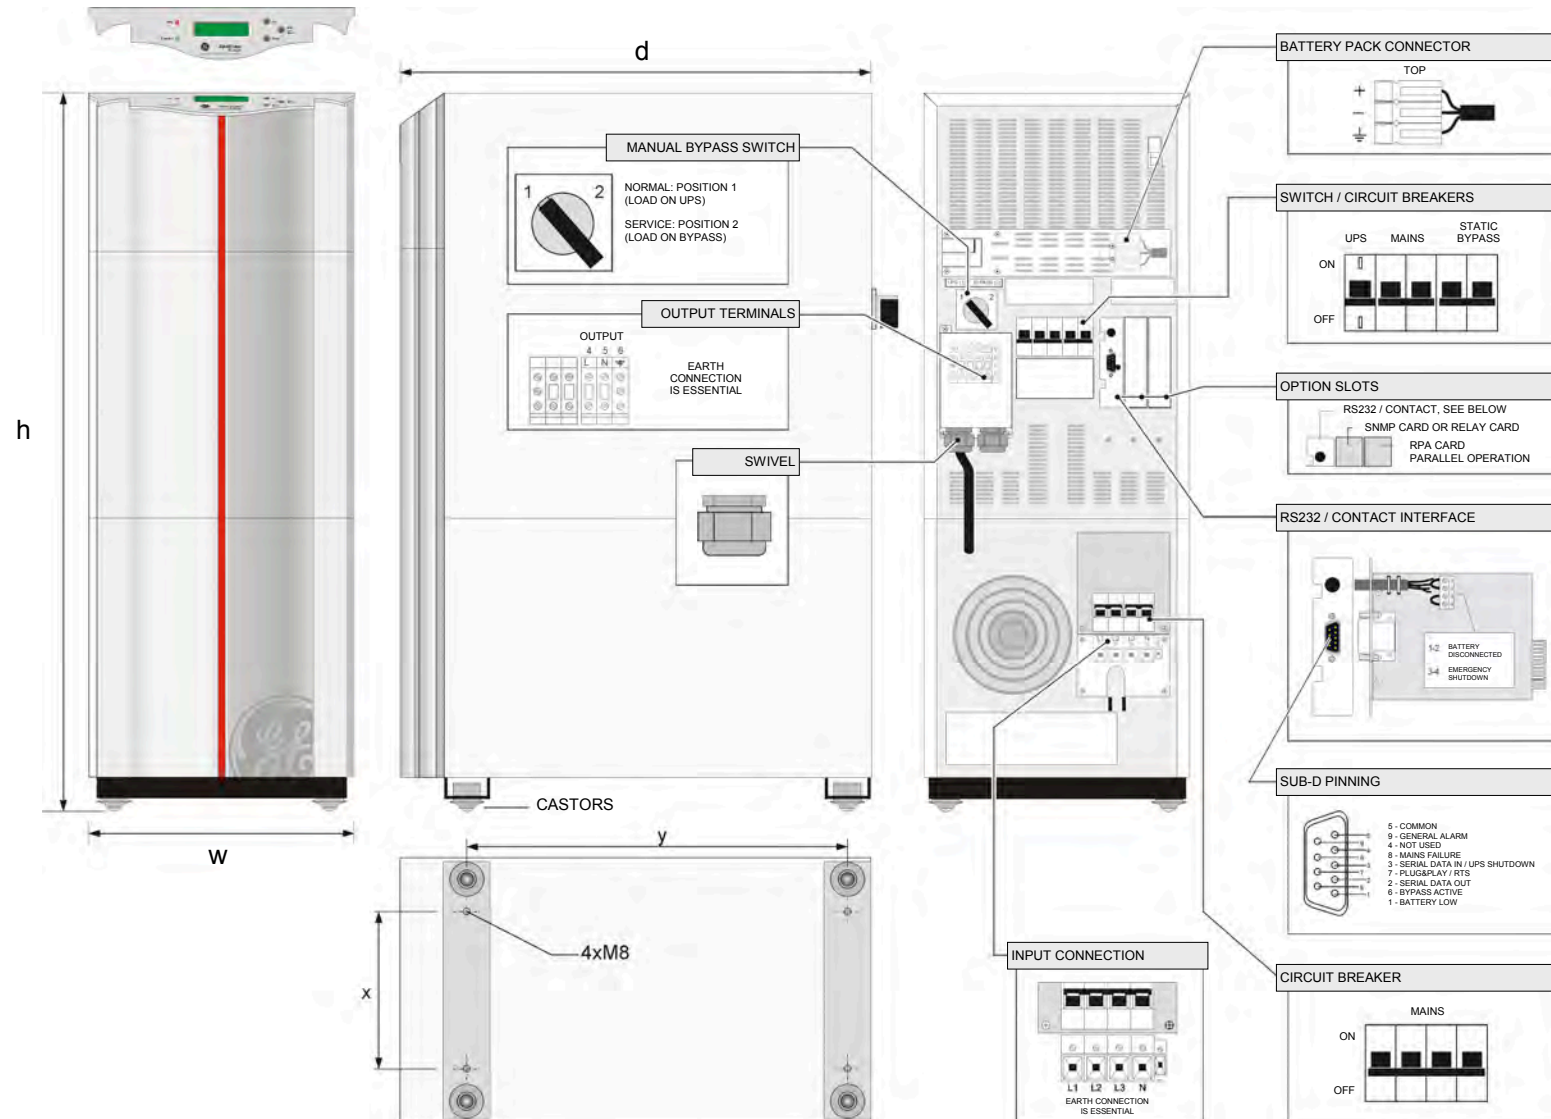 d
h
w
y
x
MANUAL BYPASS SWITCH
1 2
NORMAL: POSITION 1
(LOAD ON UPS)
SERVICE: POSITION 2
(LOAD ON BYPASS)
OUTPUT TERMINALS
OUTPUT
4 5 6
L N
EARTH
CONNECTION
IS ESSENTIAL
SWIVEL
CASTORS
4xM8
1 2
BATTERY PACK CONNECTOR
TOP
+
−
SWITCH / CIRCUIT BREAKERS
UPS MAINS STATIC
BYPASS
ON
OFF
OPTION SLOTS
RS232 / CONTACT, SEE BELOW
SNMP CARD OR RELAY CARD
RPA CARD
PARALLEL OPERATION
RS232 / CONTACT INTERFACE
1-2 BATTERY
DISCONNECTED
3-4 EMERGENCY
SHUTDOWN
SUB-D PINNING
5 - COMMON
9 - GENERAL ALARM
4 - NOT USED
8 - MAINS FAILURE
3 - SERIAL DATA IN / UPS SHUTDOWN
7 - PLUG&PLAY / RTS
2 - SERIAL DATA OUT
6 - BYPASS ACTIVE
1 - BATTERY LOW
INPUT CONNECTION
L1 L2 L3 N
EARTH CONNECTION
IS ESSENTIAL
CIRCUIT BREAKER
MAINS
ON
OFF